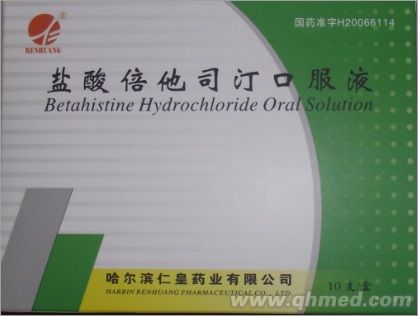 国药准字H20066114
RENHUANG
盐酸倍他司汀口服液
Betahistine Hydrochloride Oral Solution
哈尔滨仁皇药业有限公司
HARBIN RENHUANG PHARMACEUTICAL CO., LTD
10支/盒
www.qhmed.com